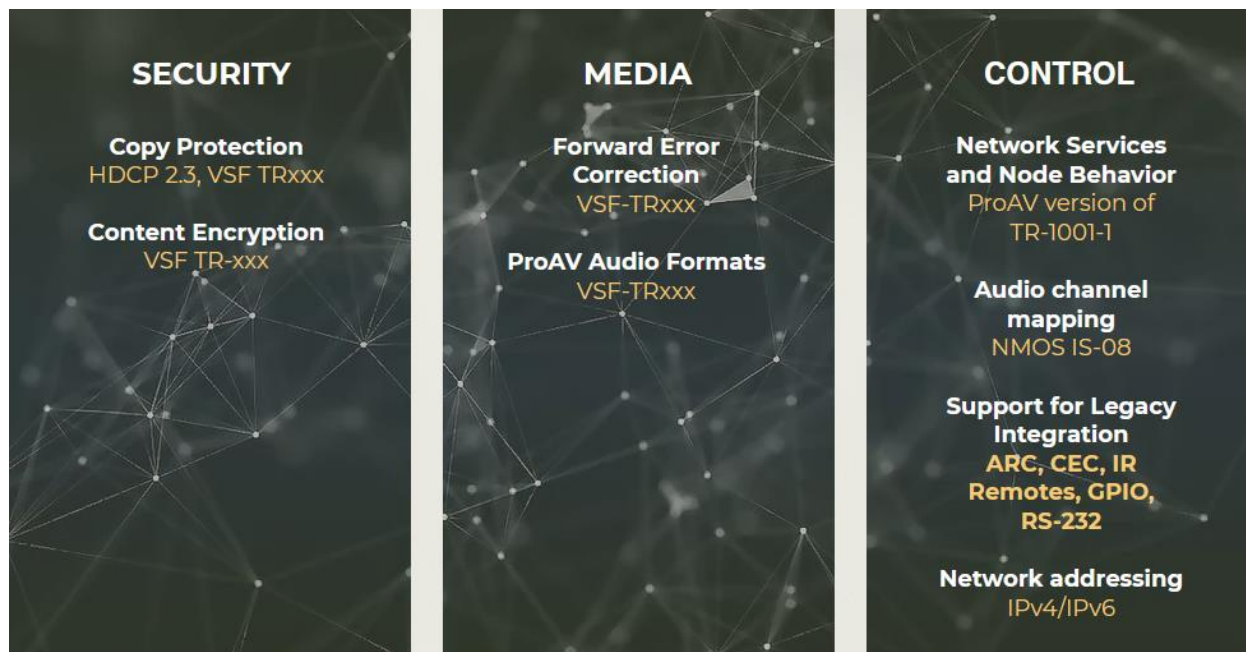 SECURITY
Copy Protection
HDCP 2.3, VSF TRxxx
Content Encryption
VSF TR-xxx
MEDIA
Forward Error
Correction
VSF-TRxxx
ProAV Audio Formats
VSF-TRxxx
CONTROL
Network Services
and Node Behavior
ProAV version of
TR-1001-1
Audio channel
mapping
NMOS IS-08
Support for Legacy
Integration
ARC, CEC, IR
Remotes, GPIO,
RS-232
Network addressing
IPv4/IPv6